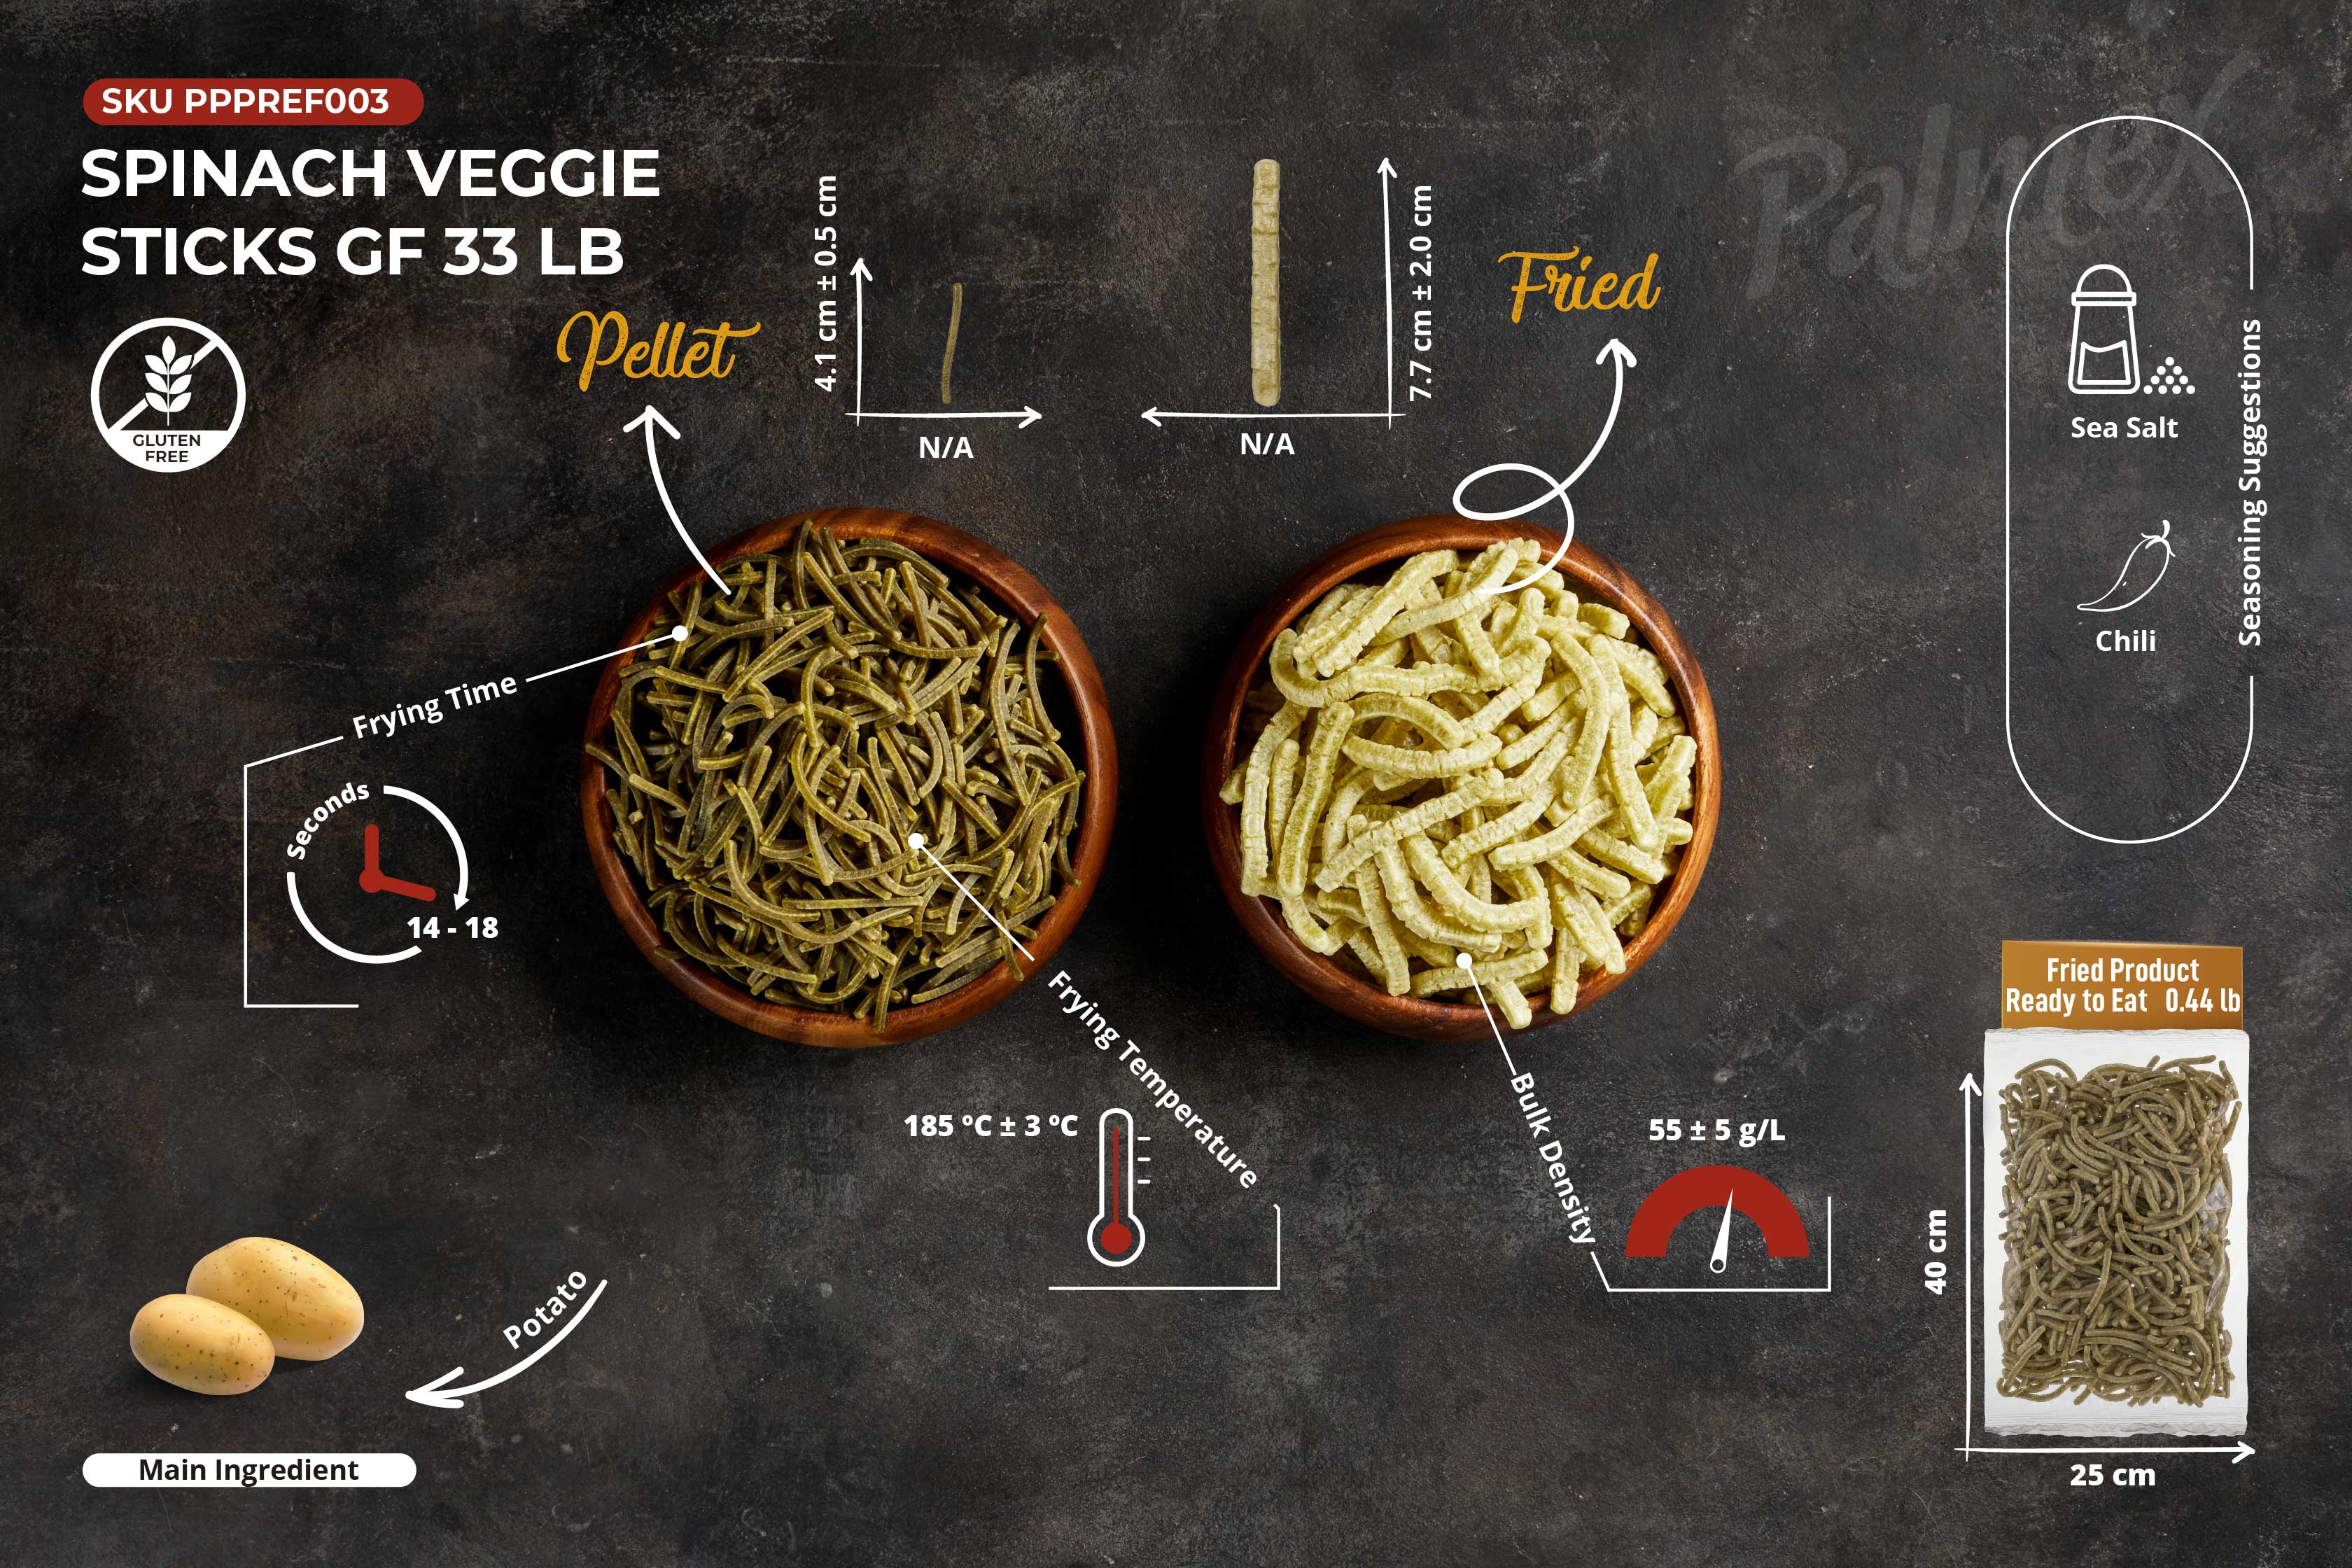 SKU PPPREF003
SPINACH VEGGIE
STICKS GF 33 LB
GLUTEN
FREE
Pellet
4.1 cm ± 0.5 cm
N/A
7.7 cm ± 2.0 cm
N/A
Fried
Palmex
Sea Salt
Chili
Seasoning Suggestions
Frying Time
Seconds
14 - 18
Frying Temperature
185 ºC ± 3 ºC
Bulk Density
55 ± 5 g/L
Fried Product
Ready to Eat 0.44 lb
40 cm
25 cm
Potato
Main Ingredient